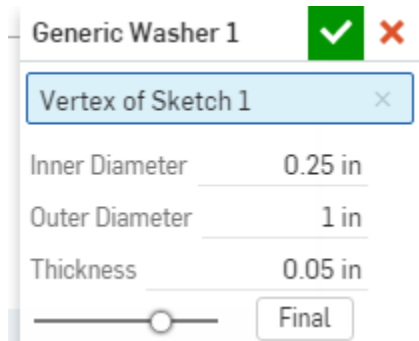 Generic Washer 1
Vertex of Sketch 1
Inner Diameter 0.25 in
Outer Diameter 1 in
Thickness 0.05 in
Final